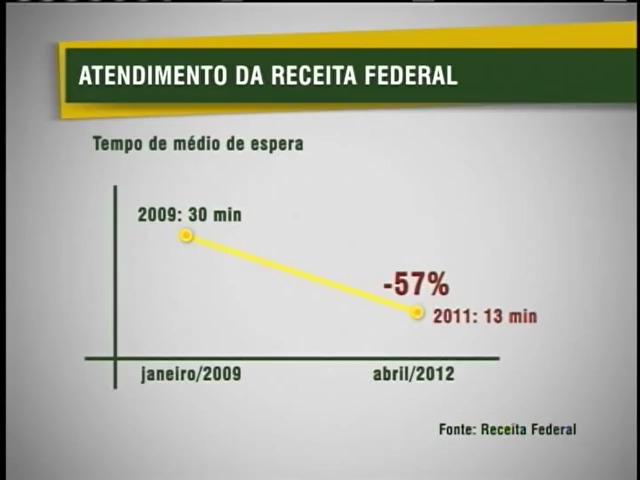 ATENDIMENTO DA RECEITA FEDERAL
Tempo de médio de espera
2009: 30 min
-57%
2011: 13 min
janeiro/2009
abril/2012
Fonte: Receita Federal